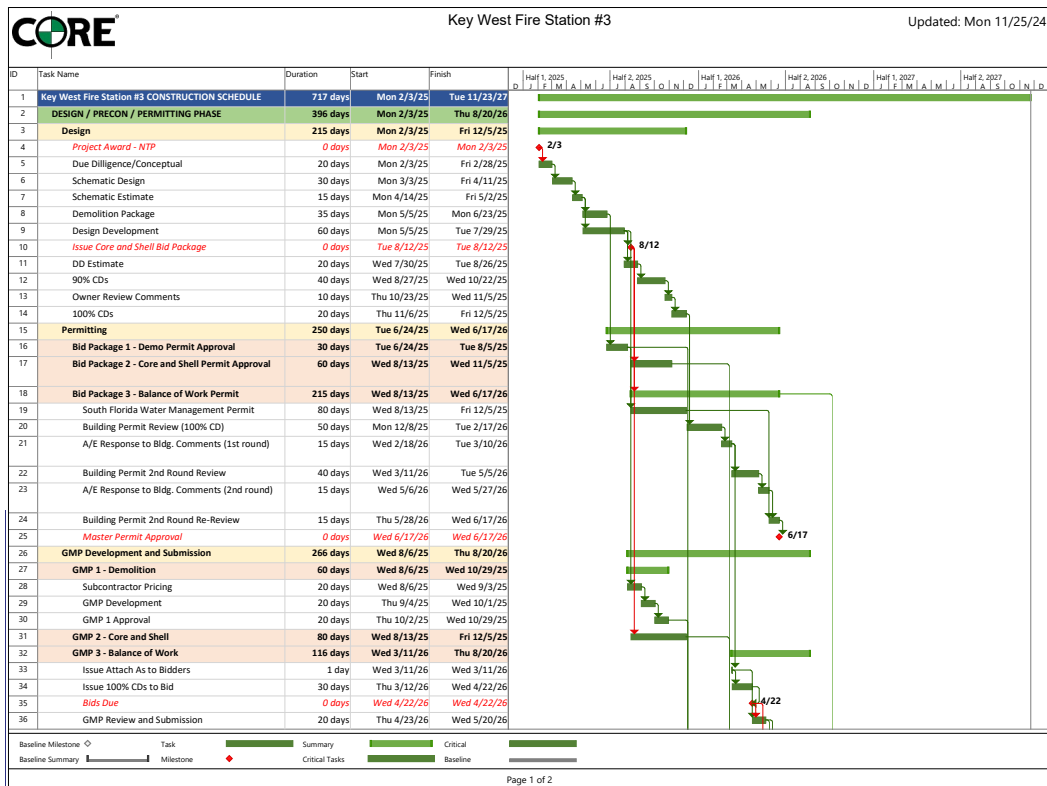 CORE
Key West Fire Station #3
Updated: Mon 11/25/24
ID Task Name Duration Start Finish
Half 1, 2025 Half 2, 2025 Half 1, 2026 Half 2, 2026 Half 1, 2027 Half 2, 2027
D J F M A M J J A S O N D J F M A M J J A S O N D J F M A M J J A S O N D
1 Key West Fire Station #3 CONSTRUCTION SCHEDULE 717 days Mon 2/3/25 Tue 11/23/27
2 DESIGN / PRECON / PERMITTING PHASE 396 days Mon 2/3/25 Thu 8/20/26
3 Design 215 days Mon 2/3/25 Fri 12/5/25
4 Project Award - NTP 0 days Mon 2/3/25 Mon 2/3/25 2/3
5 Due Dilligence/Conceptual 20 days Mon 2/3/25 Fri 2/28/25
6 Schematic Design 30 days Mon 3/3/25 Fri 4/11/25
7 Schematic Estimate 15 days Mon 4/14/25 Fri 5/2/25
8 Demolition Package 35 days Mon 5/5/25 Mon 6/23/25
9 Design Development 60 days Mon 5/5/25 Tue 7/29/25
10 Issue Core and Shell Bid Package 0 days Tue 8/12/25 Tue 8/12/25 8/12
11 DD Estimate 20 days Wed 7/30/25 Tue 8/26/25
12 90% CDs 40 days Wed 8/27/25 Wed 10/22/25
13 Owner Review Comments 10 days Thu 10/23/25 Wed 11/5/25
14 100% CDs 20 days Thu 11/6/25 Fri 12/5/25
15 Permitting 250 days Tue 6/24/25 Wed 6/17/26
16 Bid Package 1 - Demo Permit Approval 30 days Tue 6/24/25 Tue 8/5/25
17 Bid Package 2 - Core and Shell Permit Approval 60 days Wed 8/13/25 Wed 11/5/25
18 Bid Package 3 - Balance of Work Permit 215 days Wed 8/13/25 Wed 6/17/26
19 South Florida Water Management Permit 80 days Wed 8/13/25 Fri 12/5/25
20 Building Permit Review (100% CD) 50 days Mon 12/8/25 Tue 2/17/26
21 A/E Response to Bldg. Comments (1st round) 15 days Wed 2/18/26 Tue 3/10/26
22 Building Permit 2nd Round Review 40 days Wed 3/11/26 Tue 5/5/26
23 A/E Response to Bldg. Comments (2nd round) 15 days Wed 5/6/26 Wed 5/27/26
24 Building Permit 2nd Round Re-Review 15 days Thu 5/28/26 Wed 6/17/26
25 Master Permit Approval 0 days Wed 6/17/26 Wed 6/17/26 6/17
26 GMP Development and Submission 266 days Wed 8/6/25 Thu 8/20/26
27 GMP 1 - Demolition 60 days Wed 8/6/25 Wed 10/29/25
28 Subcontractor Pricing 20 days Wed 8/6/25 Wed 9/3/25
29 GMP Development 20 days Thu 9/4/25 Wed 10/1/25
30 GMP 1 Approval 20 days Thu 10/2/25 Wed 10/29/25
31 GMP 2 - Core and Shell 80 days Wed 8/13/25 Fri 12/5/25
32 GMP 3 - Balance of Work 116 days Wed 3/11/26 Thu 8/20/26
33 Issue Attach As to Bidders 1 day Wed 3/11/26 Wed 3/11/26
34 Issue 100% CDs to Bid 30 days Thu 3/12/26 Wed 4/22/26
35 Bids Due 0 days Wed 4/22/26 Wed 4/22/26 4/22
36 GMP Review and Submission 20 days Thu 4/23/26 Wed 5/20/26
Baseline Milestone Task Summary Critical
Baseline Summary Milestone Critical Tasks Baseline
Page 1 of 2